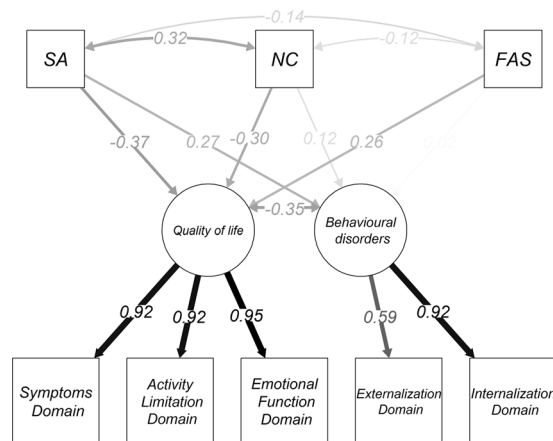 -0.14
0.32
-0.12
SA
NC
FAS
-0.37
0.27
-0.30
0.12
0.26
0.02
-0.35
Quality of life
Behavioural
disorders
0.92
0.92
0.95
0.59
0.92
Symptoms
Domain
Activity
Limitation
Domain
Emotional
Function
Domain
Externalization
Domain
Internalization
Domain